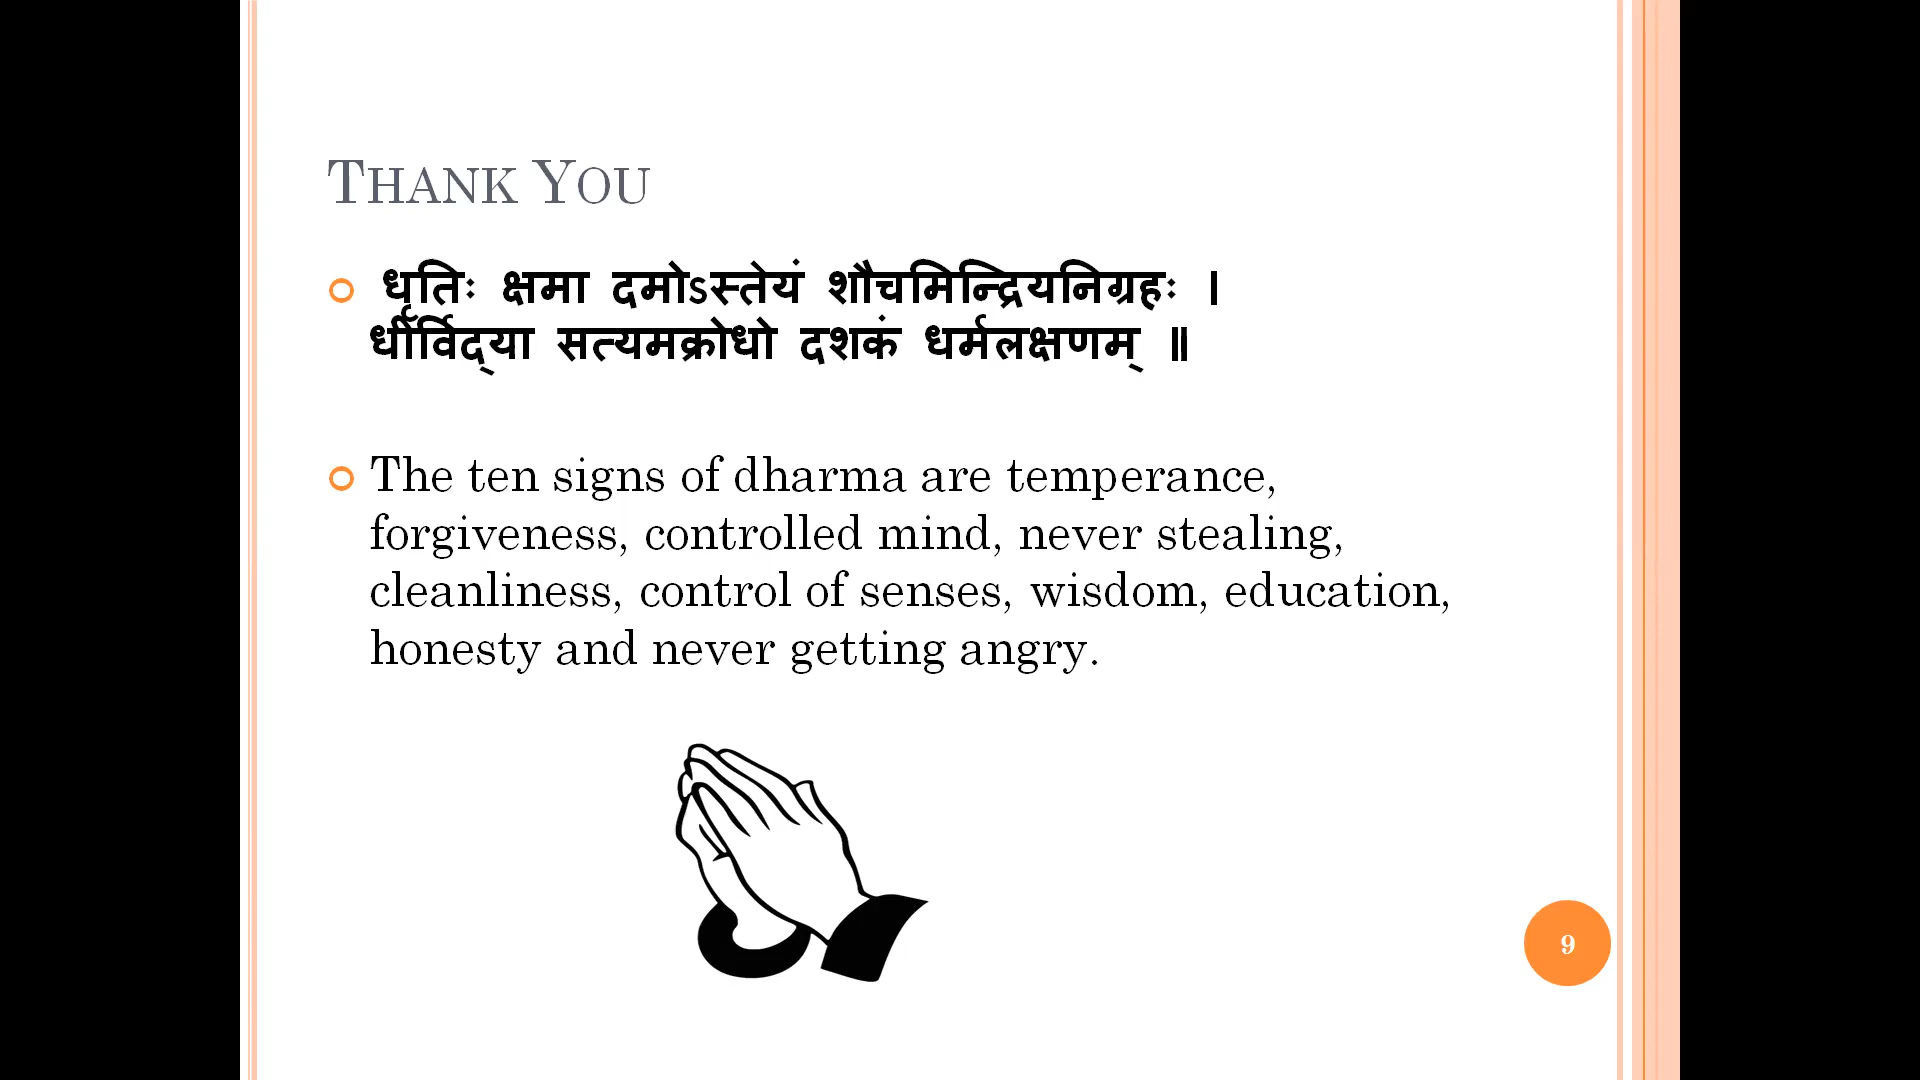 THANK YOU
धृतिः क्षमा दमोऽस्तेयं शौचमिन्द्रियनिग्रहः ।
धीर्विद्या सत्यमक्रोधो दशकं धर्मलक्षणम् ॥
The ten signs of dharma are temperance,
forgiveness, controlled mind, never stealing,
cleanliness, control of senses, wisdom, education,
honesty and never getting angry.
9